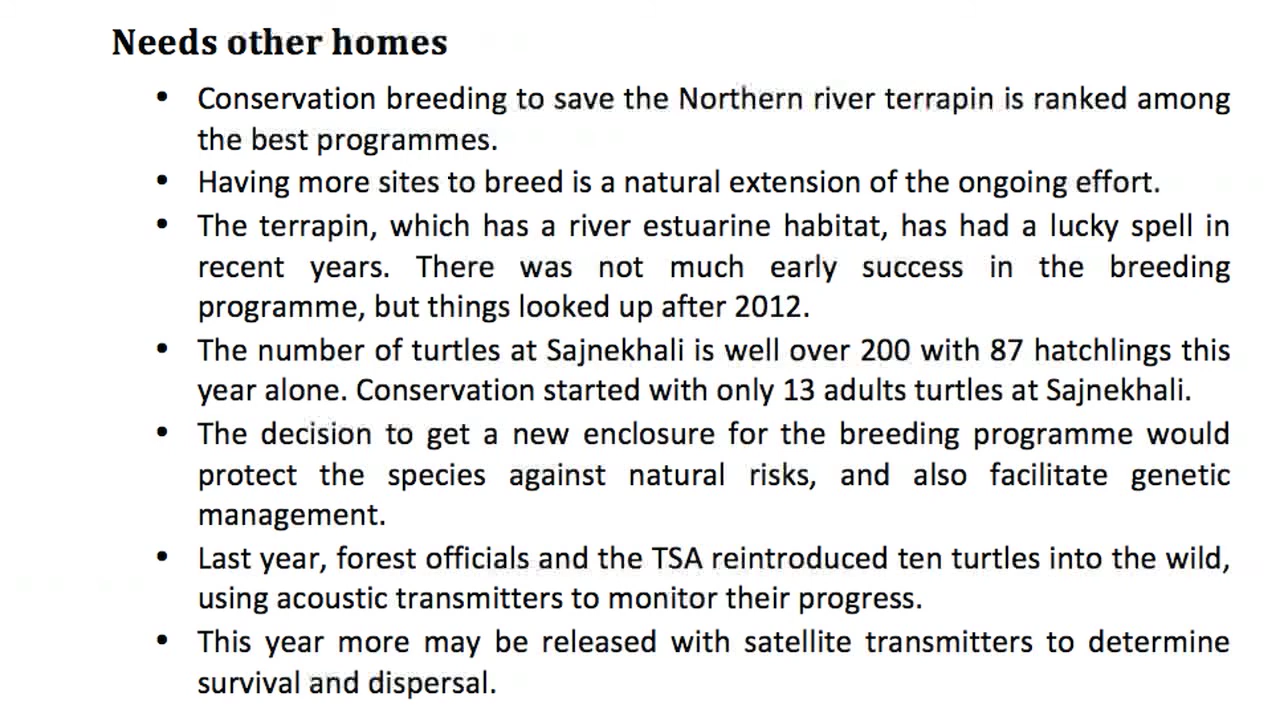 Needs other homes
• Conservation breeding to save the Northern river terrapin is ranked among
the best programmes.
• Having more sites to breed is a natural extension of the ongoing effort.
• The terrapin, which has a river estuarine habitat, has had a lucky spell in
recent years. There was not much early success in the breeding
programme, but things looked up after 2012.
• The number of turtles at Sajnekhali is well over 200 with 87 hatchlings this
year alone. Conservation started with only 13 adults turtles at Sajnekhali.
• The decision to get a new enclosure for the breeding programme would
protect the species against natural risks, and also facilitate genetic
management.
• Last year, forest officials and the TSA reintroduced ten turtles into the wild,
using acoustic transmitters to monitor their progress.
• This year more may be released with satellite transmitters to determine
survival and dispersal.